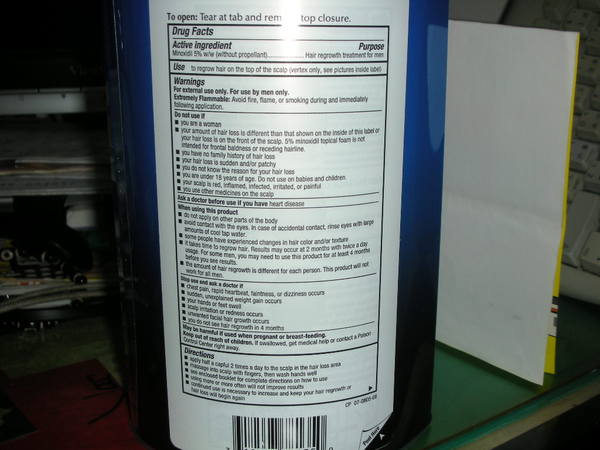 To open: Tear at tab and rem top closure.
Drug Facts
Active ingredient Purpose
Minoxidil 5% w/w (without propellant)........... Hair regrowth treatment for men
Use to regrow hair on the top of the scalp (vertex only, see pictures inside label)
Warnings
For external use only. For use by men only.
Extremely Flammable: Avoid fire, flame, or smoking during and immediately
following application.
Do not use if
■ you are a woman
■ your amount of hair loss is different than that shown on the inside of this label or
your hair loss is on the front of the scalp. 5% minoxidil topical foam is not
intended for frontal baldness or receding hairline.
■ you have no family history of hair loss
■ your hair loss is sudden and/or patchy
■ you do not know the reason for your hair loss
■ you are under 18 years of age. Do not use on babies and children.
■ your scalp is red, inflamed, infected, irritated, or painful
■ you use other medicines on the scalp
Ask a doctor before use if you have heart disease
When using this product
■ do not apply on other parts of the body
■ avoid contact with the eyes. In case of accidental contact, rinse eyes with large
amounts of cool tap water.
■ some people have experienced changes in hair color and/or texture
■ it takes time to regrow hair. Results may occur at 2 months with twice a day
usage. For some men, you may need to use this product for at least 4 months
before you see results.
■ the amount of hair regrowth is different for each person. This product will not
work for all men.
Stop use and ask a doctor if
■ chest pain, rapid heartbeat, faintness, or dizziness occurs
■ sudden, unexplained weight gain occurs
■ your hands or feet swell
■ scalp irritation or redness occurs
■ unwanted facial hair growth occurs
■ you do not see hair regrowth in 4 months
May be harmful if used when pregnant or breast-feeding.
Keep out of reach of children. If swallowed, get medical help or contact a Poison
Control Center right away.
Directions
■ apply half a capful 2 times a day to the scalp in the hair loss area
■ massage into scalp with fingers, then wash hands well
■ see enclosed booklet for complete directions on how to use
■ using more or more often will not improve results
■ continued use is necessary to increase and keep your hair regrowth or
hair loss will begin again